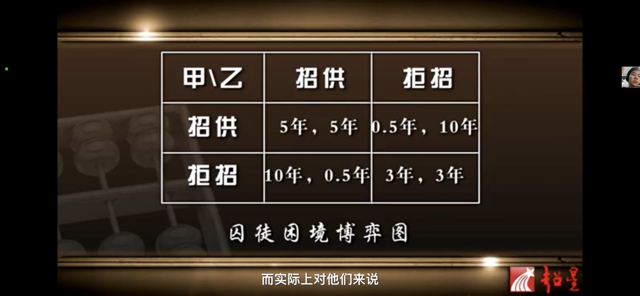 甲\乙 招供 拒招
招供 5年，5年 0.5年，10年
拒招 10年，0.5年 3年，3年
囚徒困境博弈图
而实际上对他们来说
超星